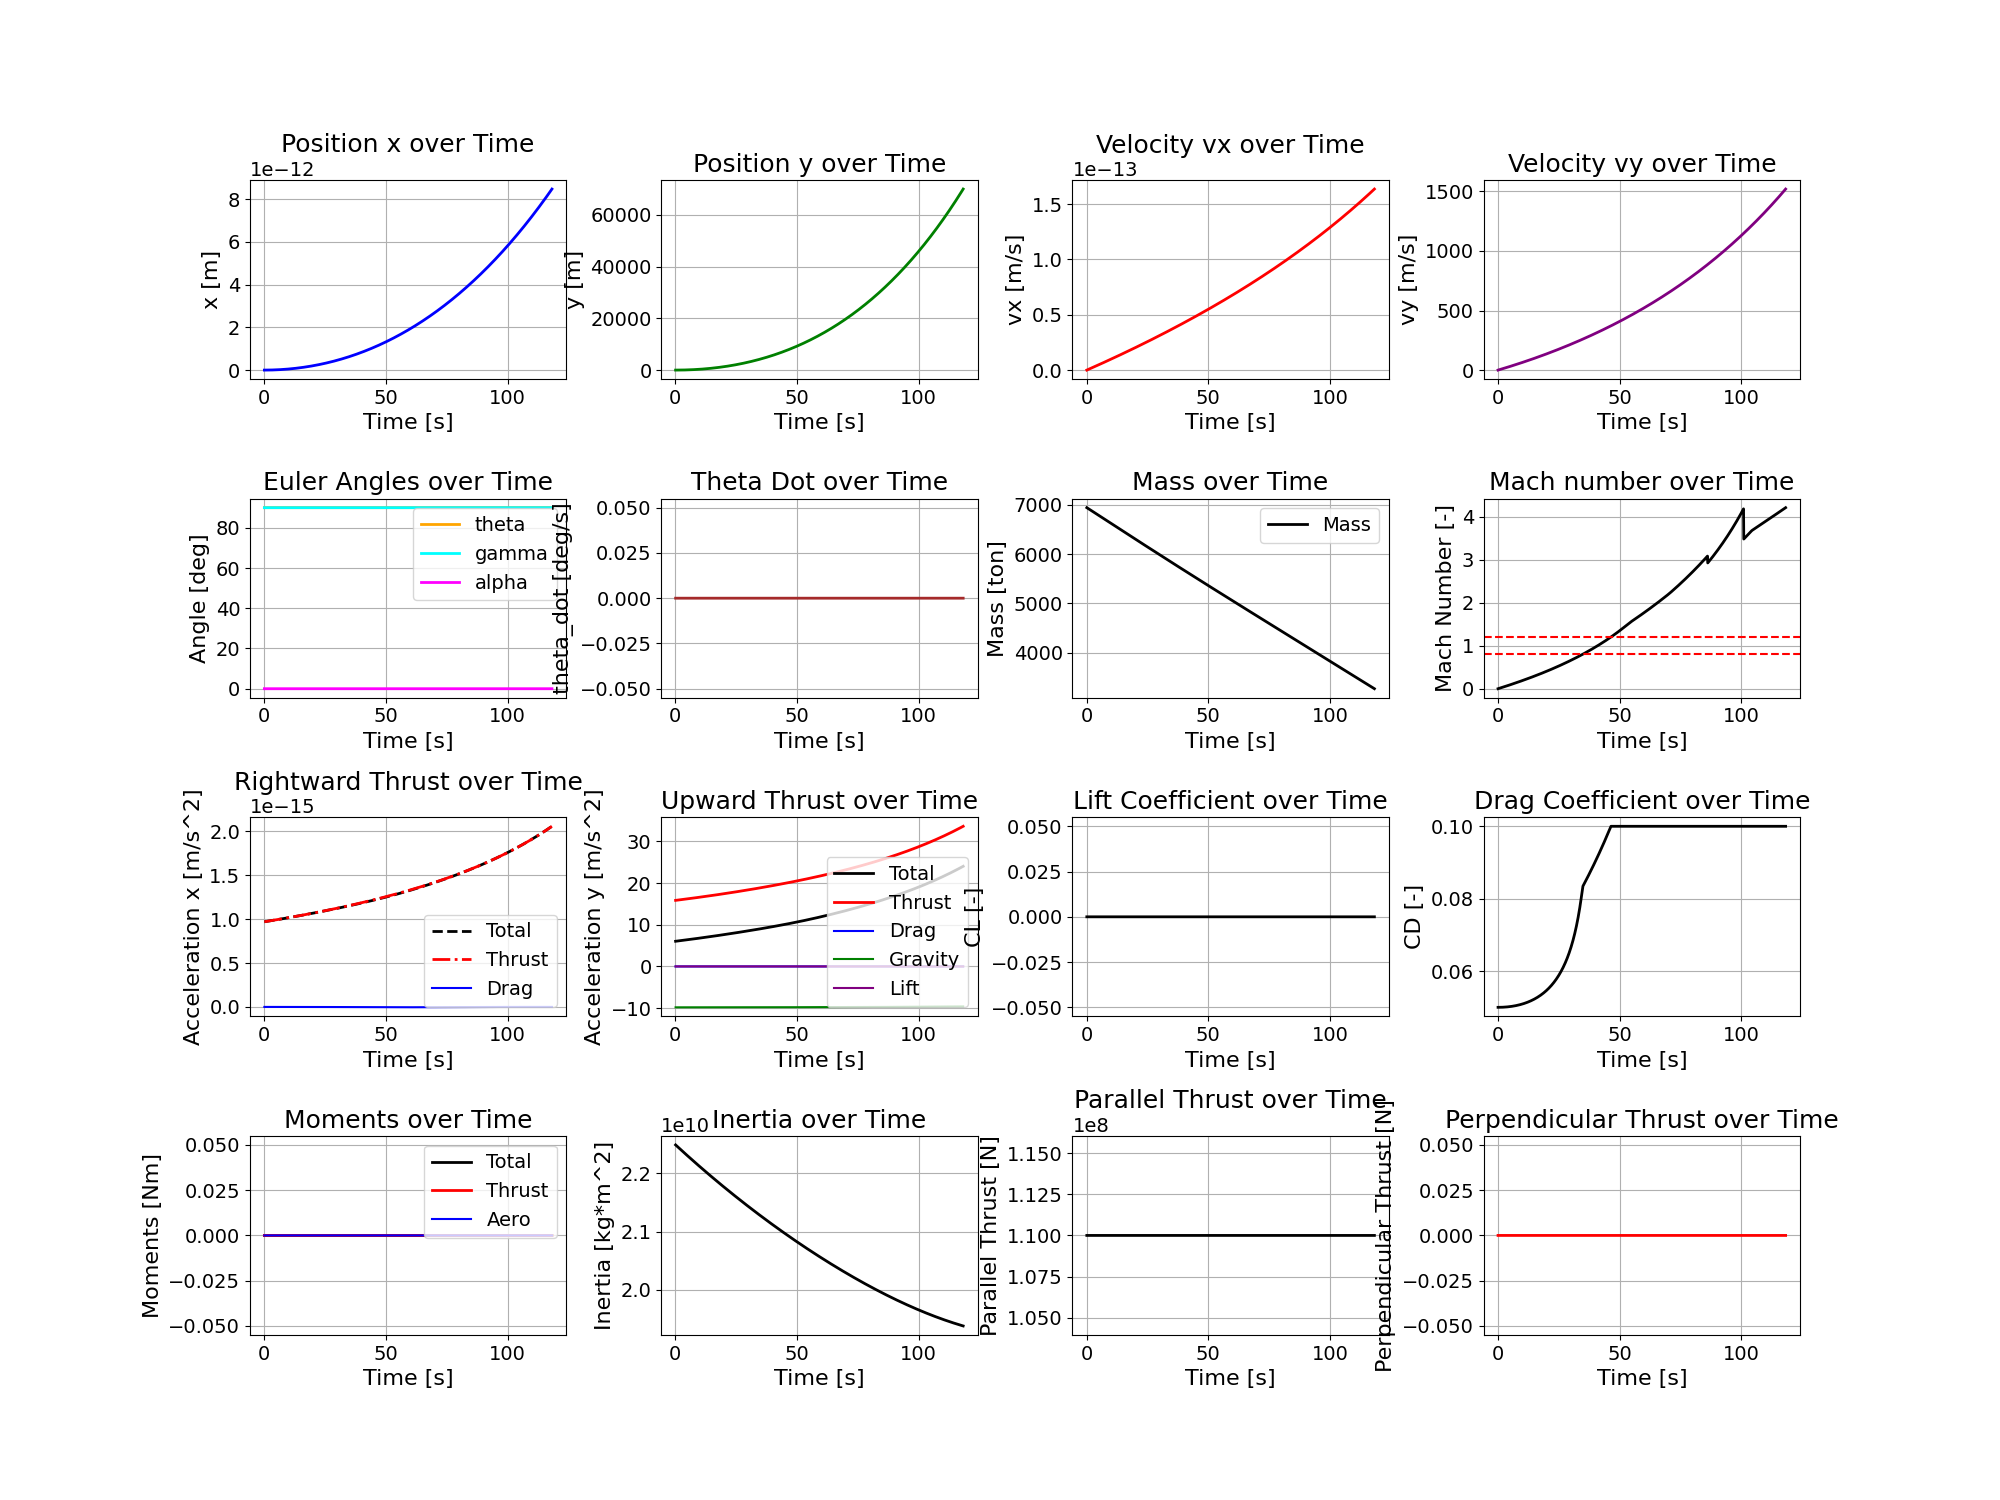 Position x over Time
1e−12
8
6
4
2
0
x [m]
0 50 100
Time [s]
Position y over Time
60000
40000
20000
0
y [m]
0 50 100
Time [s]
Velocity vx over Time
1e−13
1.5
1.0
0.5
0.0
vx [m/s]
0 50 100
Time [s]
Velocity vy over Time
1500
1000
500
0
vy [m/s]
0 50 100
Time [s]
Euler Angles over Time
80
60
40
20
0
Angle [deg]
theta
gamma
alpha
0 50 100
Time [s]
Theta Dot over Time
0.050
0.025
0.000
−0.025
−0.050
theta_dot [deg/s]
0 50 100
Time [s]
Mass over Time
7000
6000
5000
4000
Mass [ton]
Mass
0 50 100
Time [s]
Mach number over Time
4
3
2
1
0
Mach Number [-]
0 50 100
Time [s]
Rightward Thrust over Time
1e−15
2.0
1.5
1.0
0.5
0.0
Acceleration x [m/s^2]
Total
Thrust
Drag
0 50 100
Time [s]
Upward Thrust over Time
30
20
10
0
−10
Acceleration y [m/s^2]
Total
Thrust
Drag
Gravity
Lift
0 50 100
Time [s]
Lift Coefficient over Time
0.050
0.025
0.000
−0.025
−0.050
CL [-]
0 50 100
Time [s]
Drag Coefficient over Time
0.10
0.08
0.06
CD [-]
0 50 100
Time [s]
Moments over Time
0.050
0.025
0.000
−0.025
−0.050
Moments [Nm]
Total
Thrust
Aero
0 50 100
Time [s]
Inertia over Time
1e10
2.2
2.1
2.0
Inertia [kg*m^2]
0 50 100
Time [s]
Parallel Thrust over Time
1e8
1.150
1.125
1.100
1.075
1.050
Parallel Thrust [N]
0 50 100
Time [s]
Perpendicular Thrust over Time
0.050
0.025
0.000
−0.025
−0.050
Perpendicular Thrust [N]
0 50 100
Time [s]